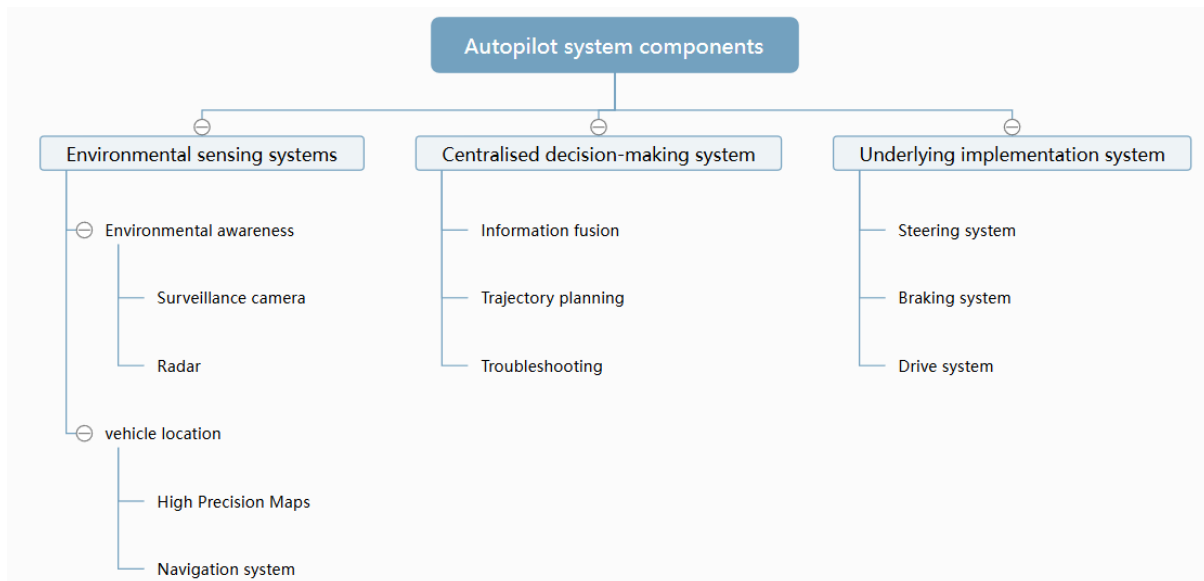 Autopilot system components
Environmental sensing systems
Environmental awareness
Surveillance camera
Radar
vehicle location
High Precision Maps
Navigation system
Centralised decision-making system
Information fusion
Trajectory planning
Troubleshooting
Underlying implementation system
Steering system
Braking system
Drive system